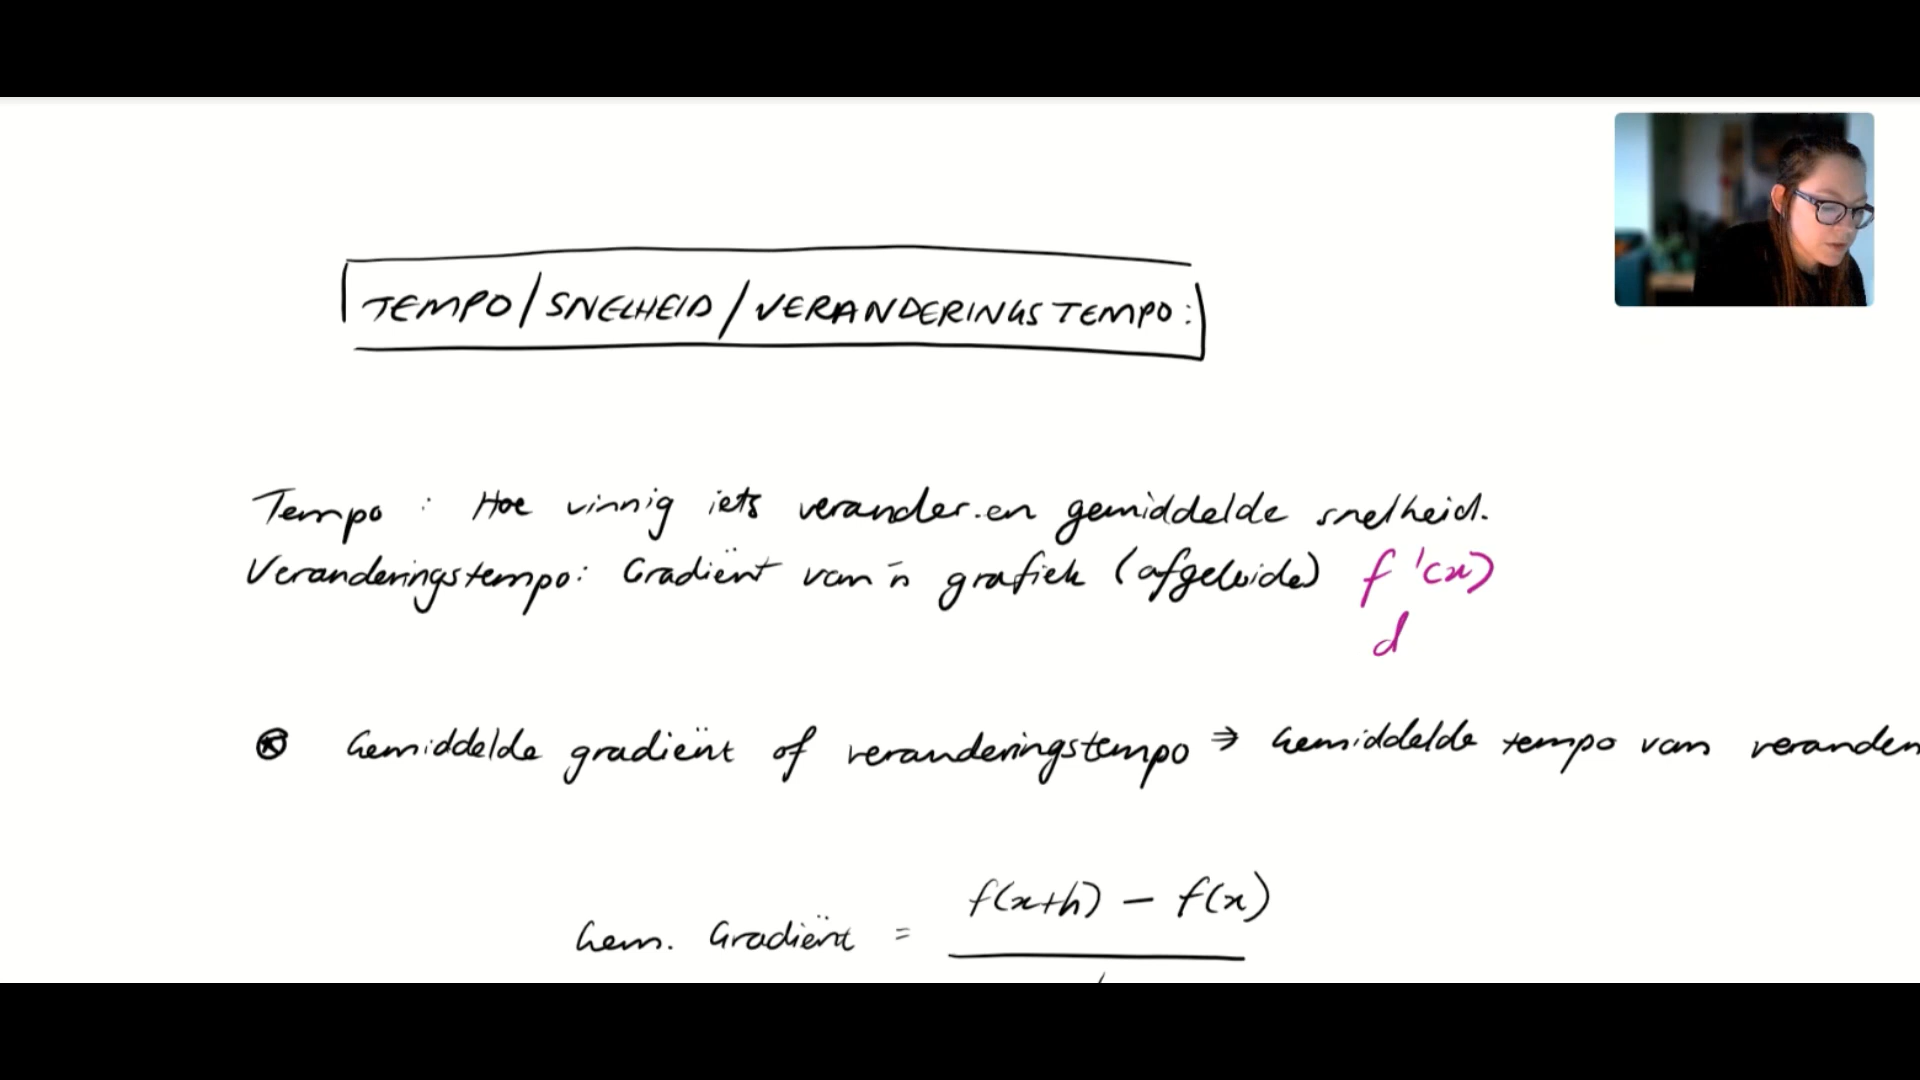 TEMPO/SNELHEID/VERANDERINGSTEMPO:
Tempo : Hoe vinnig iets verander en gemiddelde snelheid.
Veranderingstempo: Gradiënt van 'n grafiek (afgeleide) f'(x)
d
⊛ Gemiddelde gradiënt of veranderingstempo ⇒ Gemiddelde tempo van
f(x+h) - f(x)
Gem. Gradiënt =